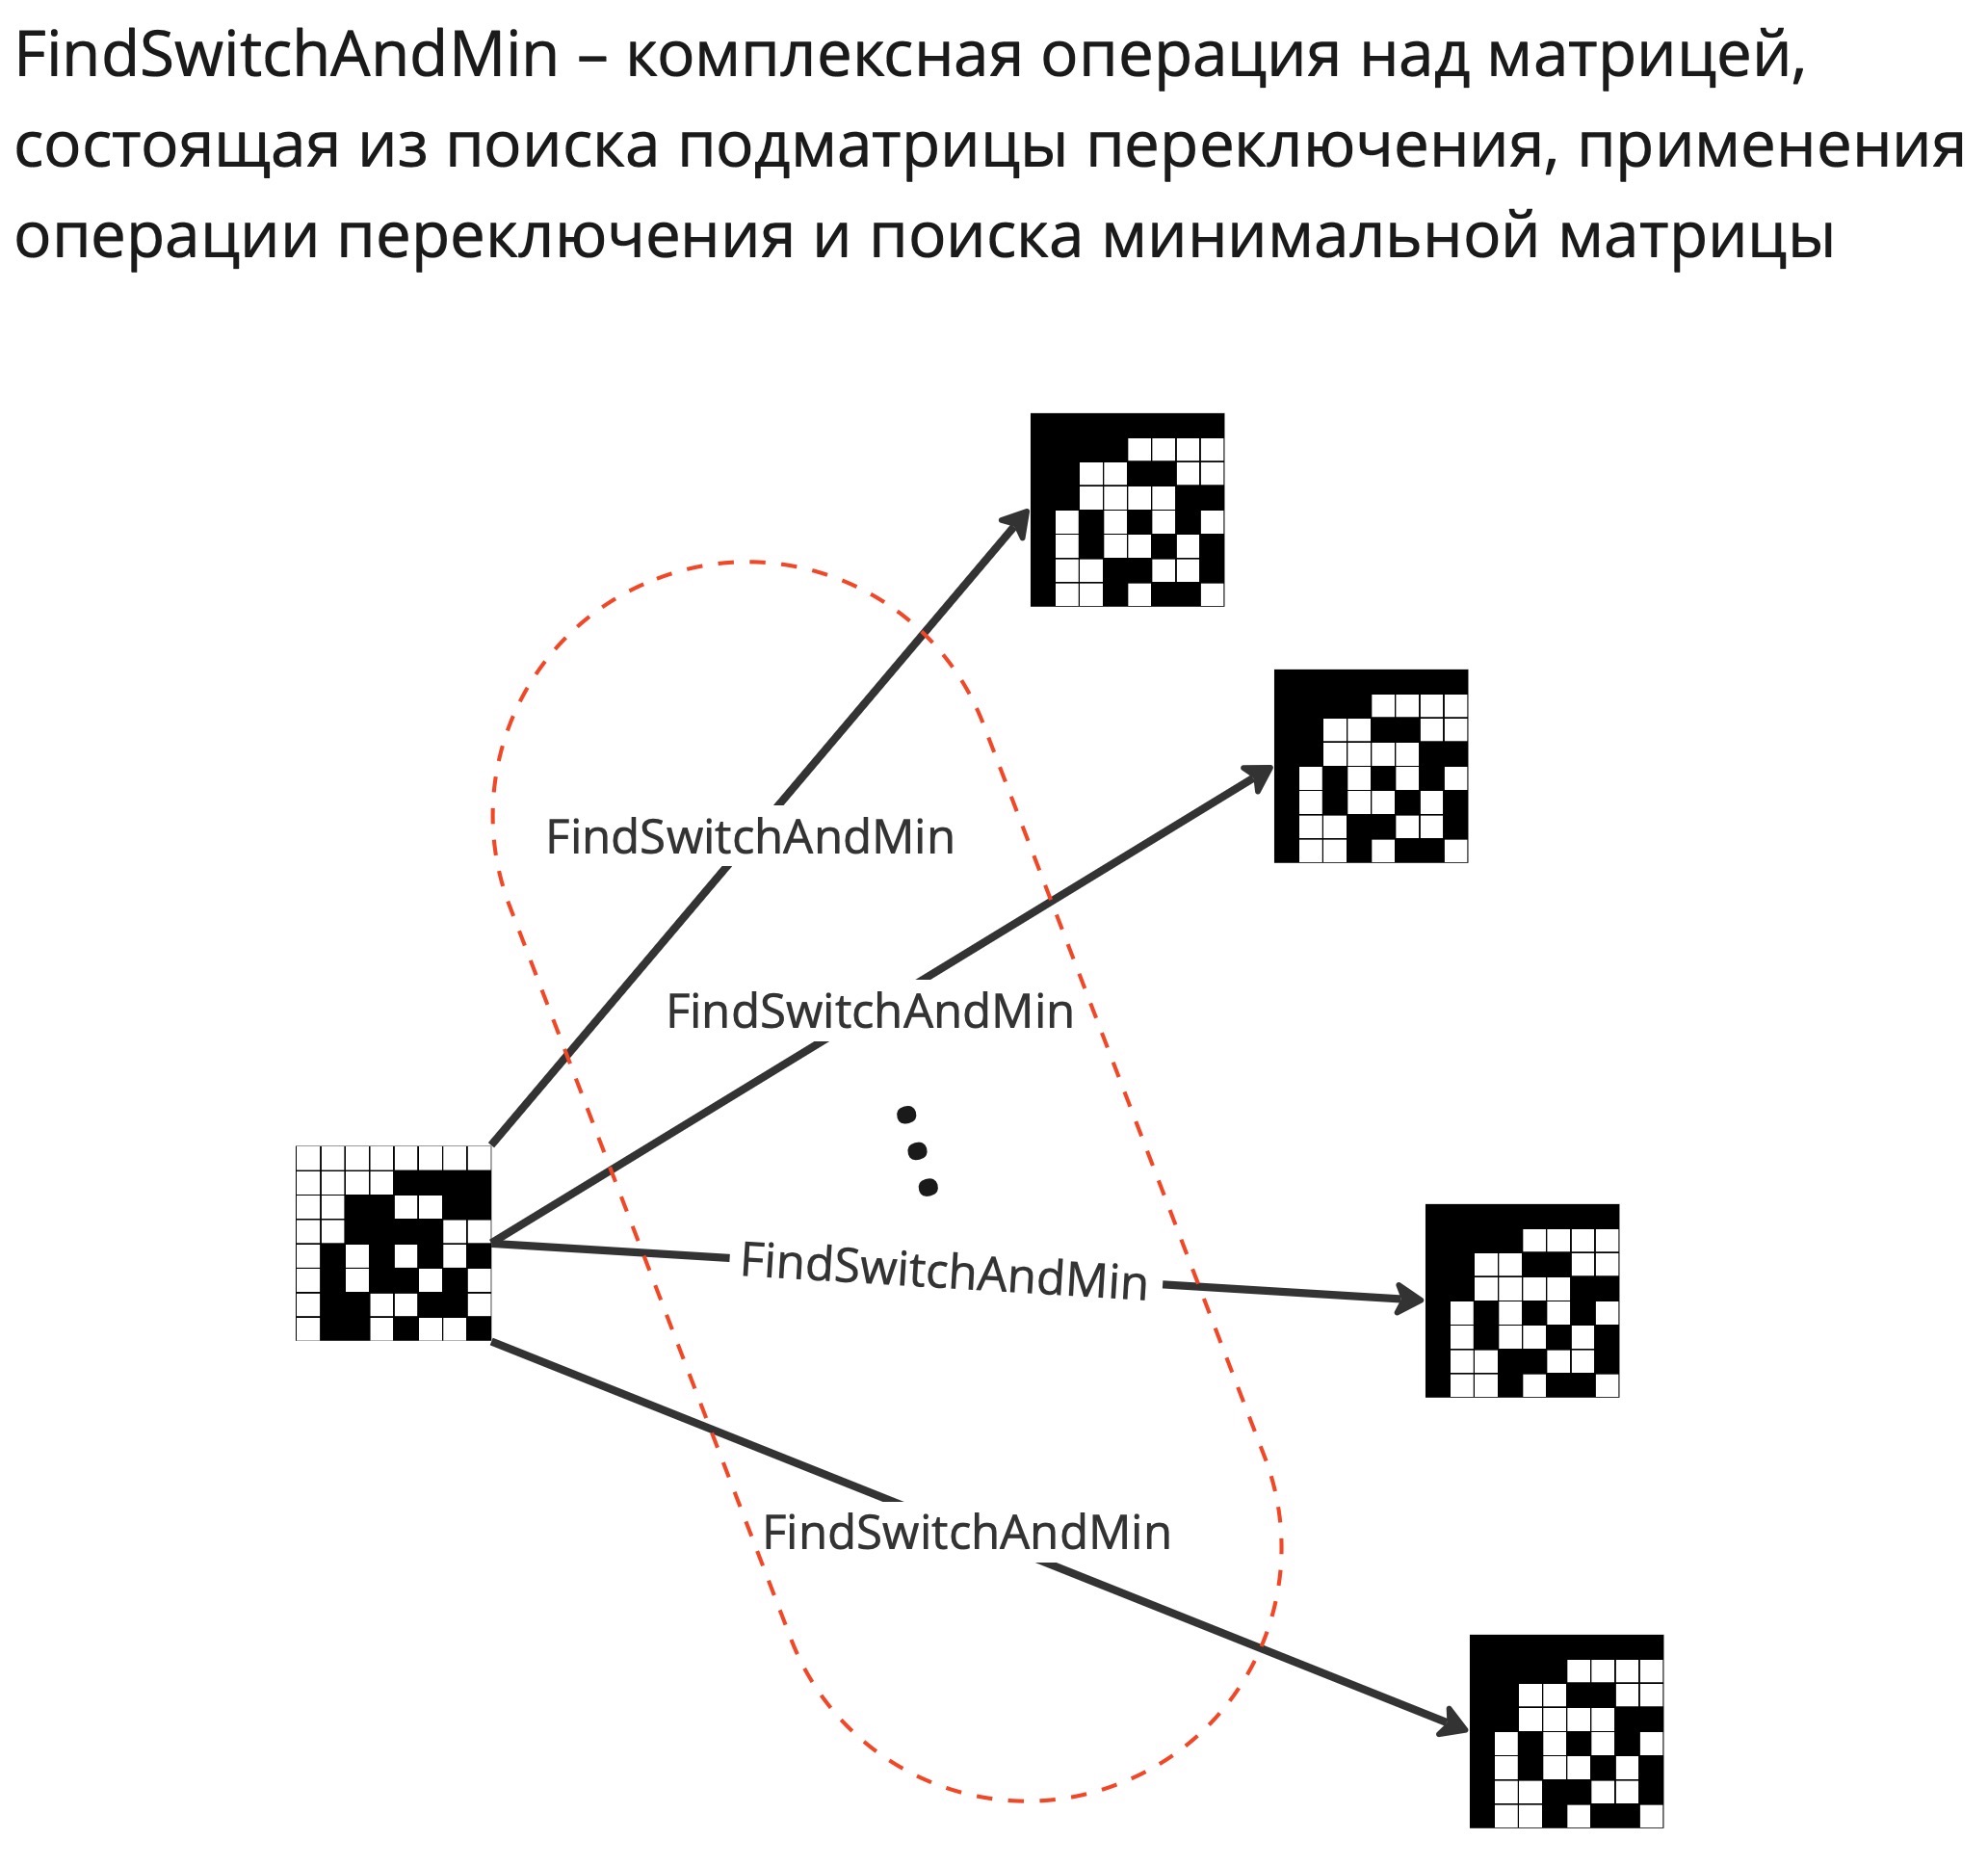 FindSwitchAndMin – комплексная операция над матрицей,
состоящая из поиска подматрицы переключения, применения
операции переключения и поиска минимальной матрицы
FindSwitchAndMin
FindSwitchAndMin
FindSwitchAndMin
FindSwitchAndMin